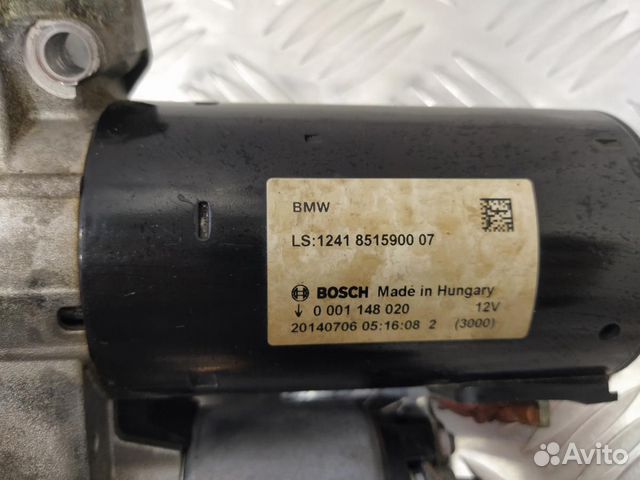 BMW
LS:1241 8515900 07
BOSCH Made in Hungary
↓ 0 001 148 020 12V
20140706 05:16:08 2 (3000)
Avito